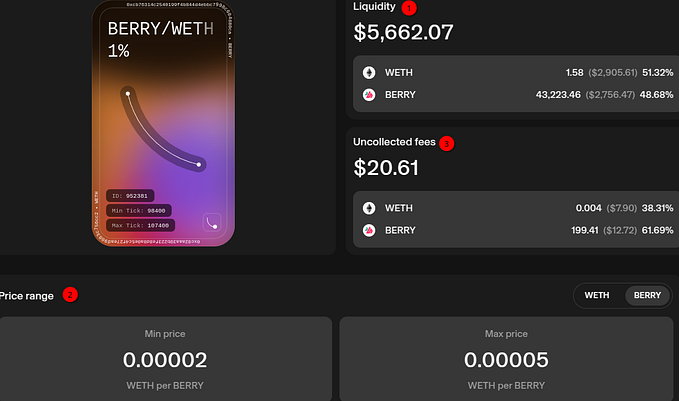 BERRY/WETH
1%
ID: 952381
Min Tick: 98400
Max Tick: 107400
Liquidity 1
$5,662.07
WETH 1.58 ($2,905.61) 51.32%
BERRY 43,223.46 ($2,756.47) 48.68%
Uncollected fees 3
$20.61
WETH 0.004 ($7.90) 38.31%
BERRY 199.41 ($12.72) 61.69%
Price range 2
WETH BERRY
Min price
0.00002
WETH per BERRY
Max price
0.00005
WETH per BERRY